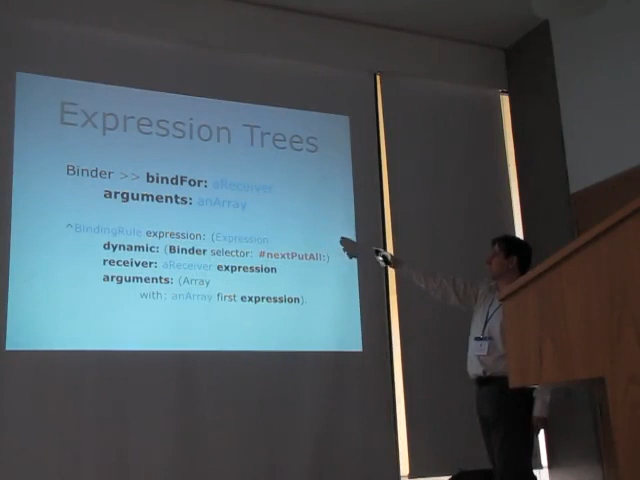 Expression Trees
Binder >> bindFor: aReceiver
arguments: anArray
^BindingRule expression: (Expression
dynamic: (Binder selector: #nextPutAll:)
receiver: aReceiver expression
arguments: (Array
with: anArray first expression).